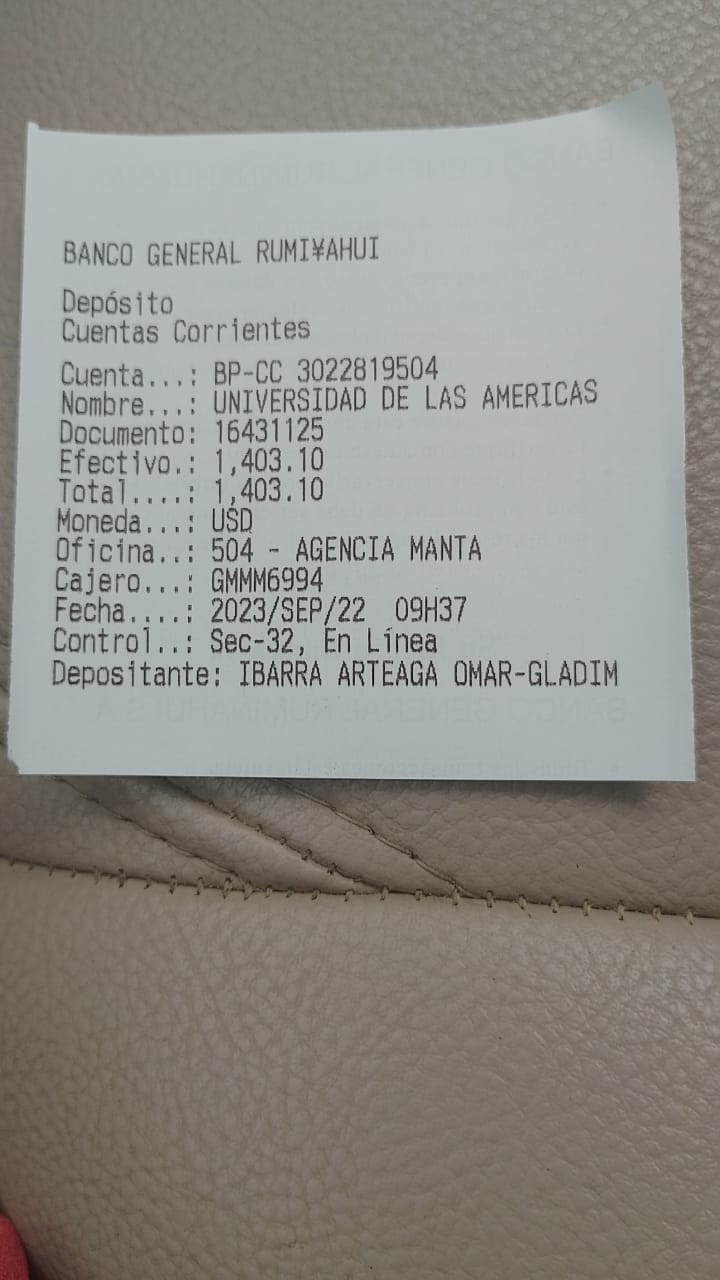 BANCO GENERAL RUMI¥AHUI
Depósito
Cuentas Corrientes
Cuenta...: BP-CC 3022819504
Nombre...: UNIVERSIDAD DE LAS AMERICAS
Documento: 16431125
Efectivo.: 1,403.10
Total....: 1,403.10
Moneda...: USD
Oficina..: 504 - AGENCIA MANTA
Cajero...: GMMM6994
Fecha....: 2023/SEP/22  09H37
Control..: Sec-32, En Línea
Depositante: IBARRA ARTEAGA OMAR-GLADIM